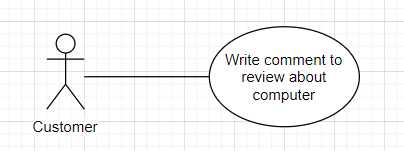 Write comment to
review about
computer
Customer